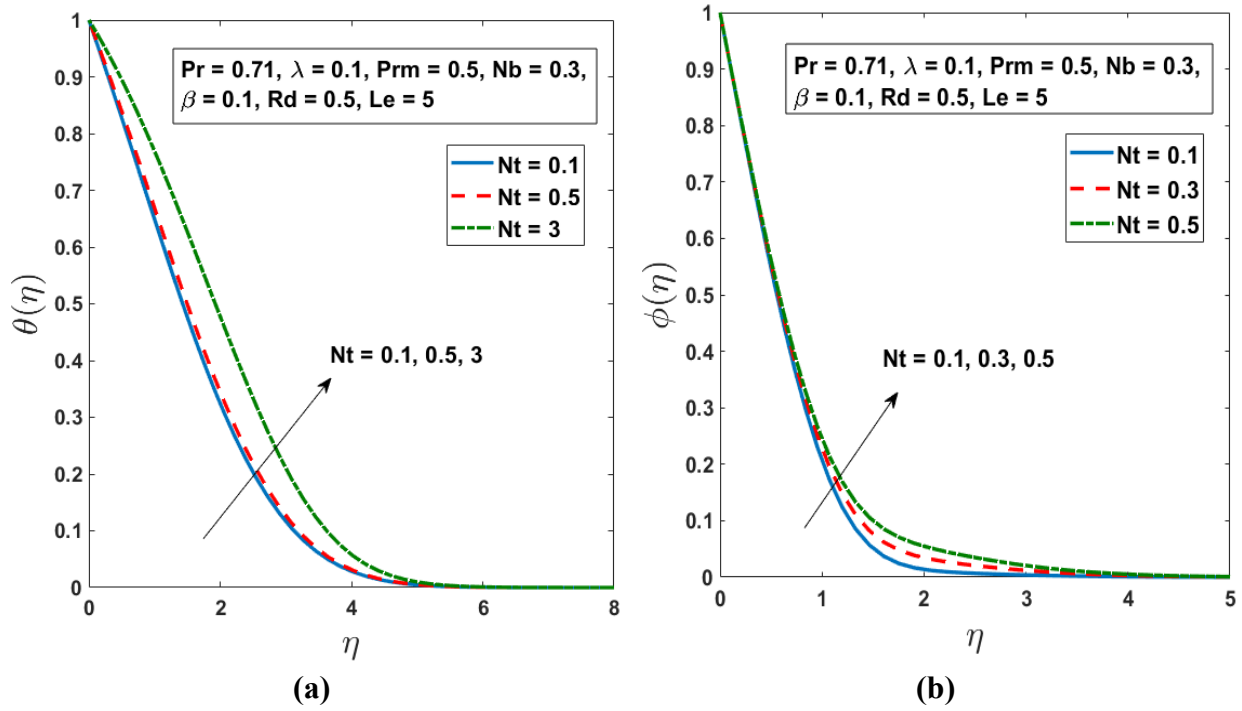 Pr = 0.71, λ = 0.1, Prm = 0.5, Nb = 0.3,
β = 0.1, Rd = 0.5, Le = 5
Nt = 0.1
Nt = 0.5
Nt = 3
Nt = 0.1, 0.5, 3
1
0.9
0.8
0.7
0.6
0.5
0.4
0.3
0.2
0.1
0
θ(η)
0 2 4 6 8
η
(a)
Pr = 0.71, λ = 0.1, Prm = 0.5, Nb = 0.3,
β = 0.1, Rd = 0.5, Le = 5
Nt = 0.1
Nt = 0.3
Nt = 0.5
Nt = 0.1, 0.3, 0.5
1
0.9
0.8
0.7
0.6
0.5
0.4
0.3
0.2
0.1
0
ϕ(η)
0 1 2 3 4 5
η
(b)